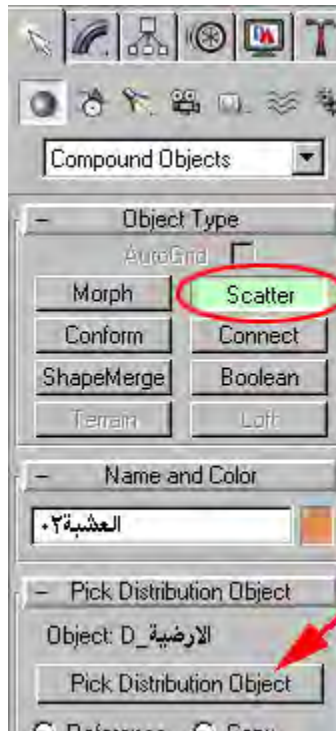 Compound Objects
- Object Type
AutoGrid
Morph Scatter
Conform Connect
ShapeMerge Boolean
Terrain Loft
- Name and Color
العشبة٠٢
- Pick Distribution Object
Object: D_الارضية
Pick Distribution Object
Reference Copy